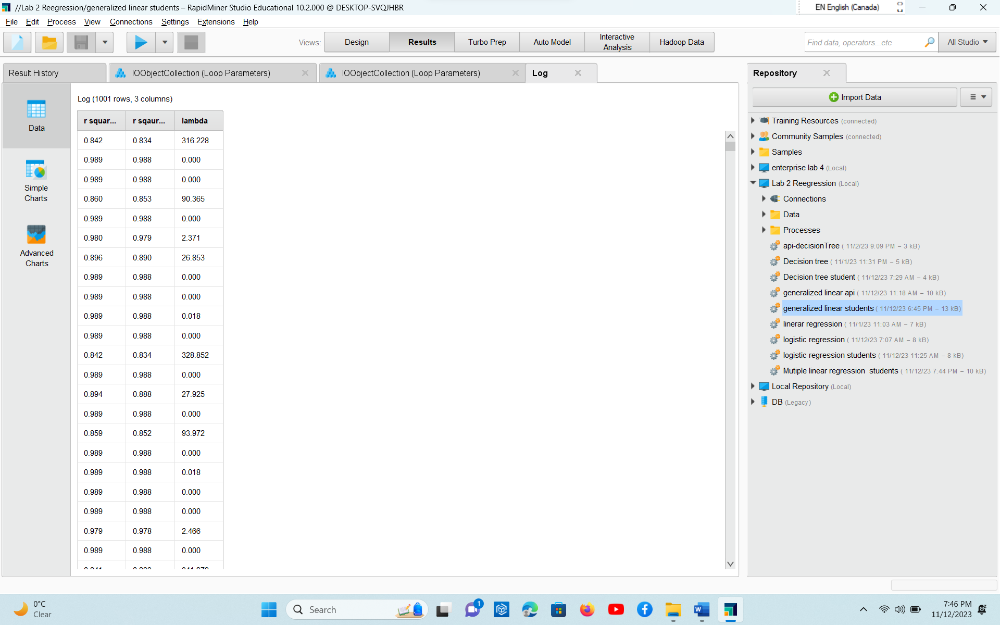 //Lab 2 Reegression/generalized linear students – RapidMiner Studio Educational 10.2.000 @ DESKTOP-SVQJHBR
EN English (Canada)
File Edit Process View Connections Settings Extensions Help
Views: Design Results Turbo Prep Auto Model Interactive Analysis Hadoop Data
Find data, operators...etc All Studio
Result History IOObjectCollection (Loop Parameters) IOObjectCollection (Loop Parameters) Log
Data
Simple Charts
Advanced Charts
Log (1001 rows, 3 columns)
r squar... r sqaur... lambda
0.842 0.834 316.228
0.989 0.988 0.000
0.989 0.988 0.000
0.860 0.853 90.365
0.989 0.988 0.000
0.980 0.979 2.371
0.896 0.890 26.853
0.989 0.988 0.000
0.989 0.988 0.000
0.989 0.988 0.018
0.989 0.988 0.000
0.842 0.834 328.852
0.989 0.988 0.000
0.894 0.888 27.925
0.989 0.988 0.000
0.859 0.852 93.972
0.989 0.988 0.000
0.989 0.988 0.018
0.989 0.988 0.000
0.989 0.988 0.000
0.979 0.978 2.466
0.989 0.988 0.000
Repository
Import Data
Training Resources (connected)
Community Samples (connected)
Samples
enterprise lab 4 (Local)
Lab 2 Reegression (Local)
Connections
Data
Processes
api-decisionTree ( 11/2/23 9:09 PM – 3 kB)
Decision tree ( 11/1/23 11:31 PM – 5 kB)
Decision tree student ( 11/12/23 7:29 AM – 4 kB)
generalized linear api ( 11/12/23 11:18 AM – 10 kB)
generalized linear students ( 11/12/23 6:45 PM – 13 kB)
linerar regression ( 11/1/23 11:03 AM – 7 kB)
logistic regression ( 11/12/23 7:07 AM – 8 kB)
logistic regression students ( 11/12/23 11:25 AM – 8 kB)
Mutiple linear regression  students ( 11/12/23 7:44 PM – 10 kB)
Local Repository (Local)
DB (Legacy)
0°C
Clear
Search
1
7:46 PM
11/12/2023